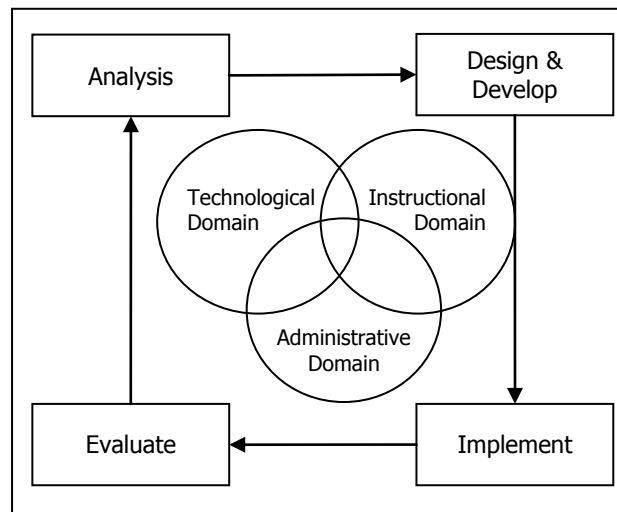 Analysis
Design &
Develop
Technological
Domain
Instructional
Domain
Administrative
Domain
Evaluate
Implement